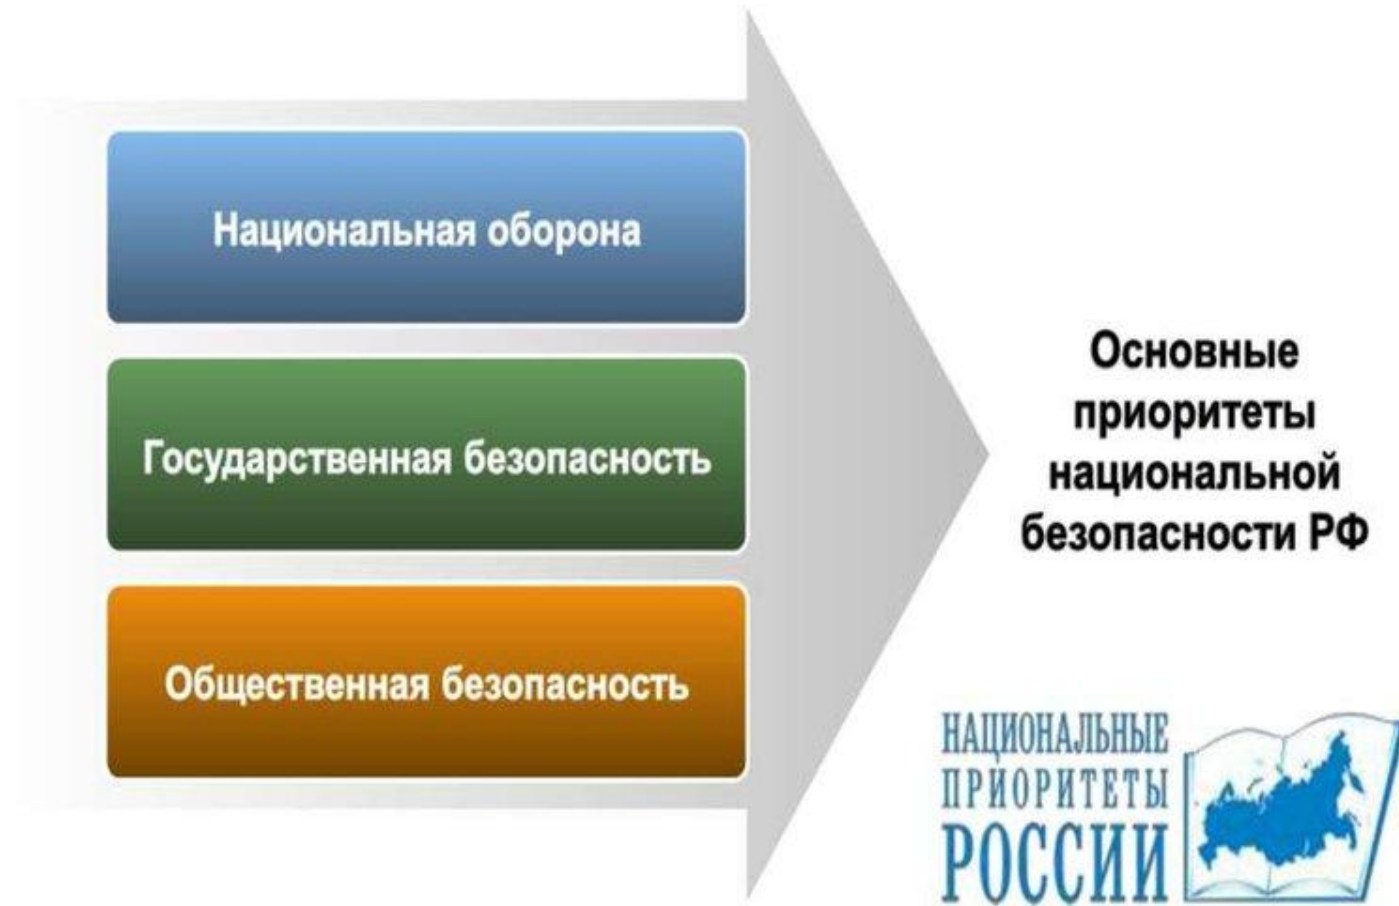 Национальная оборона
Государственная безопасность
Общественная безопасность
Основные
приоритеты
национальной
безопасности РФ
НАЦИОНАЛЬНЫЕ
ПРИОРИТЕТЫ
РОССИИ